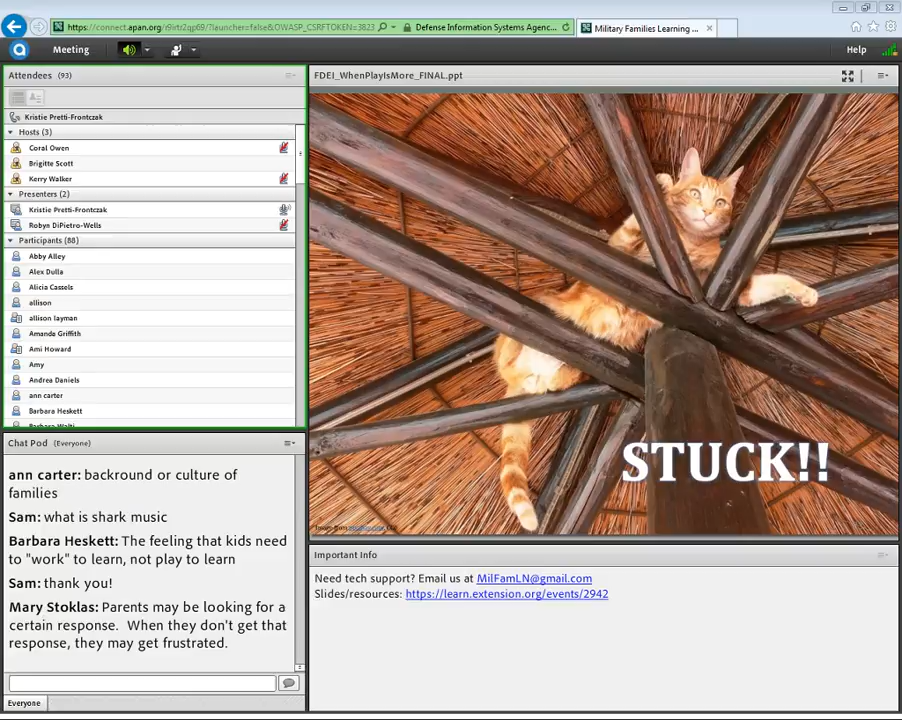 https://connect.apan.org/r9irtz2qp69/?launcher=false&OWASP_CSRFTOKEN=3823
Defense Information Systems Agenc...
Military Families Learning ...
Meeting
Help
Attendees (93)
Kristie Pretti-Frontczak
Hosts (3)
Coral Owen
Brigitte Scott
Kerry Walker
Presenters (2)
Kristie Pretti-Frontczak
Robyn DiPietro-Wells
Participants (88)
Abby Alley
Alex Dulla
Alicia Cassels
allison
allison layman
Amanda Griffith
Ami Howard
Amy
Andrea Daniels
ann carter
Barbara Heskett
Chat Pod (Everyone)
ann carter: backround or culture of
families
Sam: what is shark music
Barbara Heskett: The feeling that kids need
to "work" to learn, not play to learn
Sam: thank you!
Mary Stoklas: Parents may be looking for a
certain response. When they don't get that
response, they may get frustrated.
Everyone
FDEI_WhenPlayIsMore_FINAL.ppt
STUCK!!
Important Info
Need tech support? Email us at MilFamLN@gmail.com
Slides/resources: https://learn.extension.org/events/2942